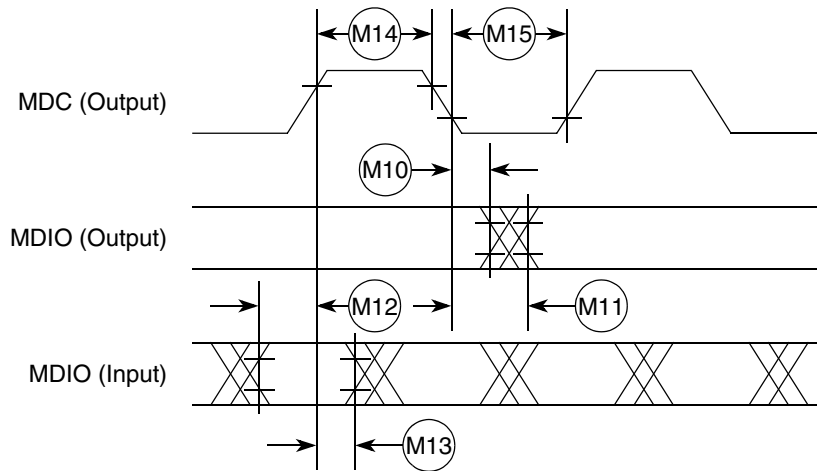 M14
M15
MDC (Output)
M10
MDIO (Output)
M12
M11
MDIO (Input)
M13